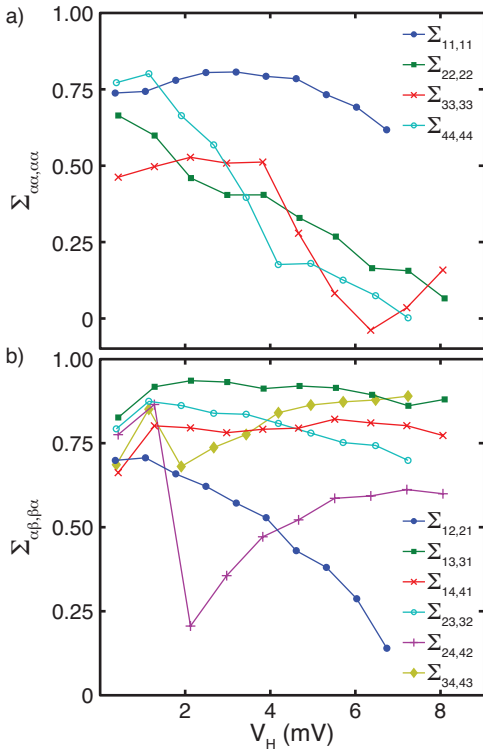 a)
1.00
0.75
0.50
0.25
0
Σαα,αα
Σ11,11
Σ22,22
Σ33,33
Σ44,44
b)
1.00
0.75
0.50
0.25
0
Σαβ,βα
Σ12,21
Σ13,31
Σ14,41
Σ23,32
Σ24,42
Σ34,43
2 4 6 8
V_H (mV)